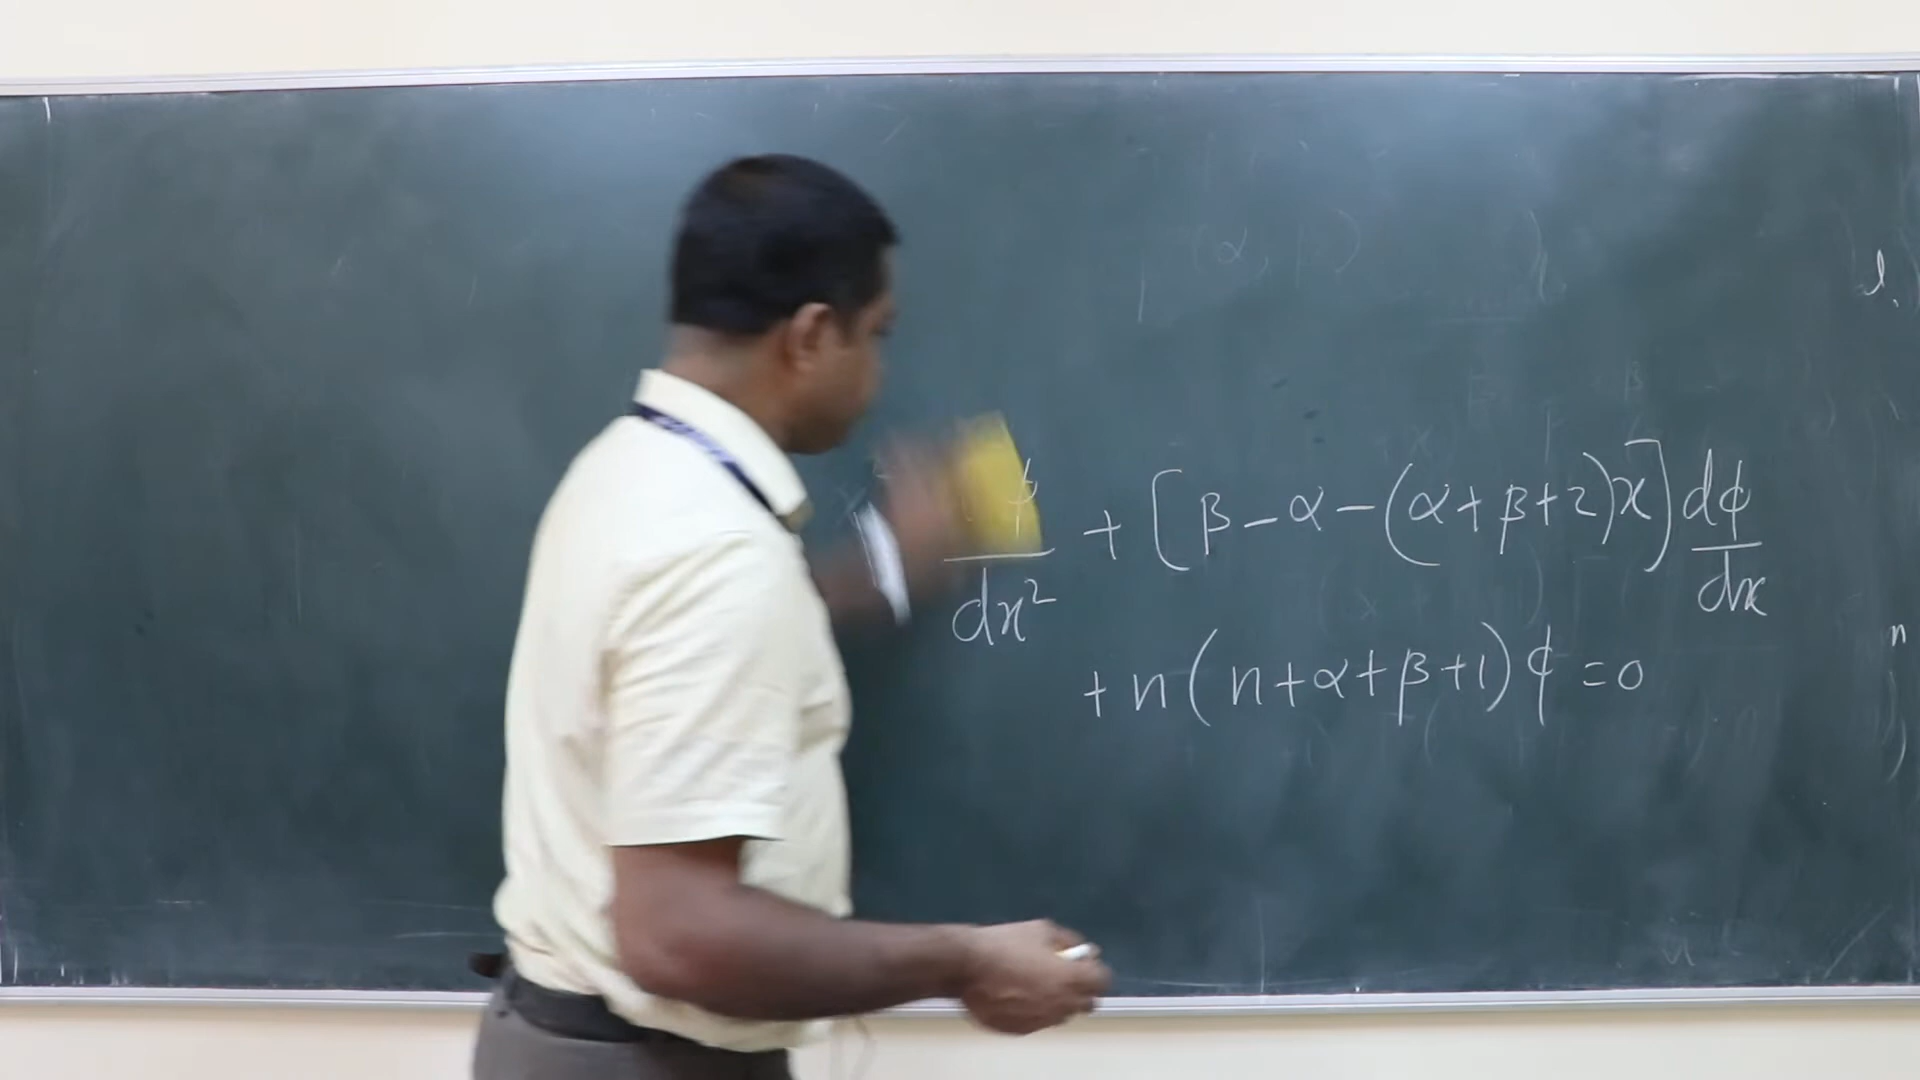 φ/dx² + [β-α-(α+β+2)x] dφ/dx
+n(n+α+β+1)φ=0